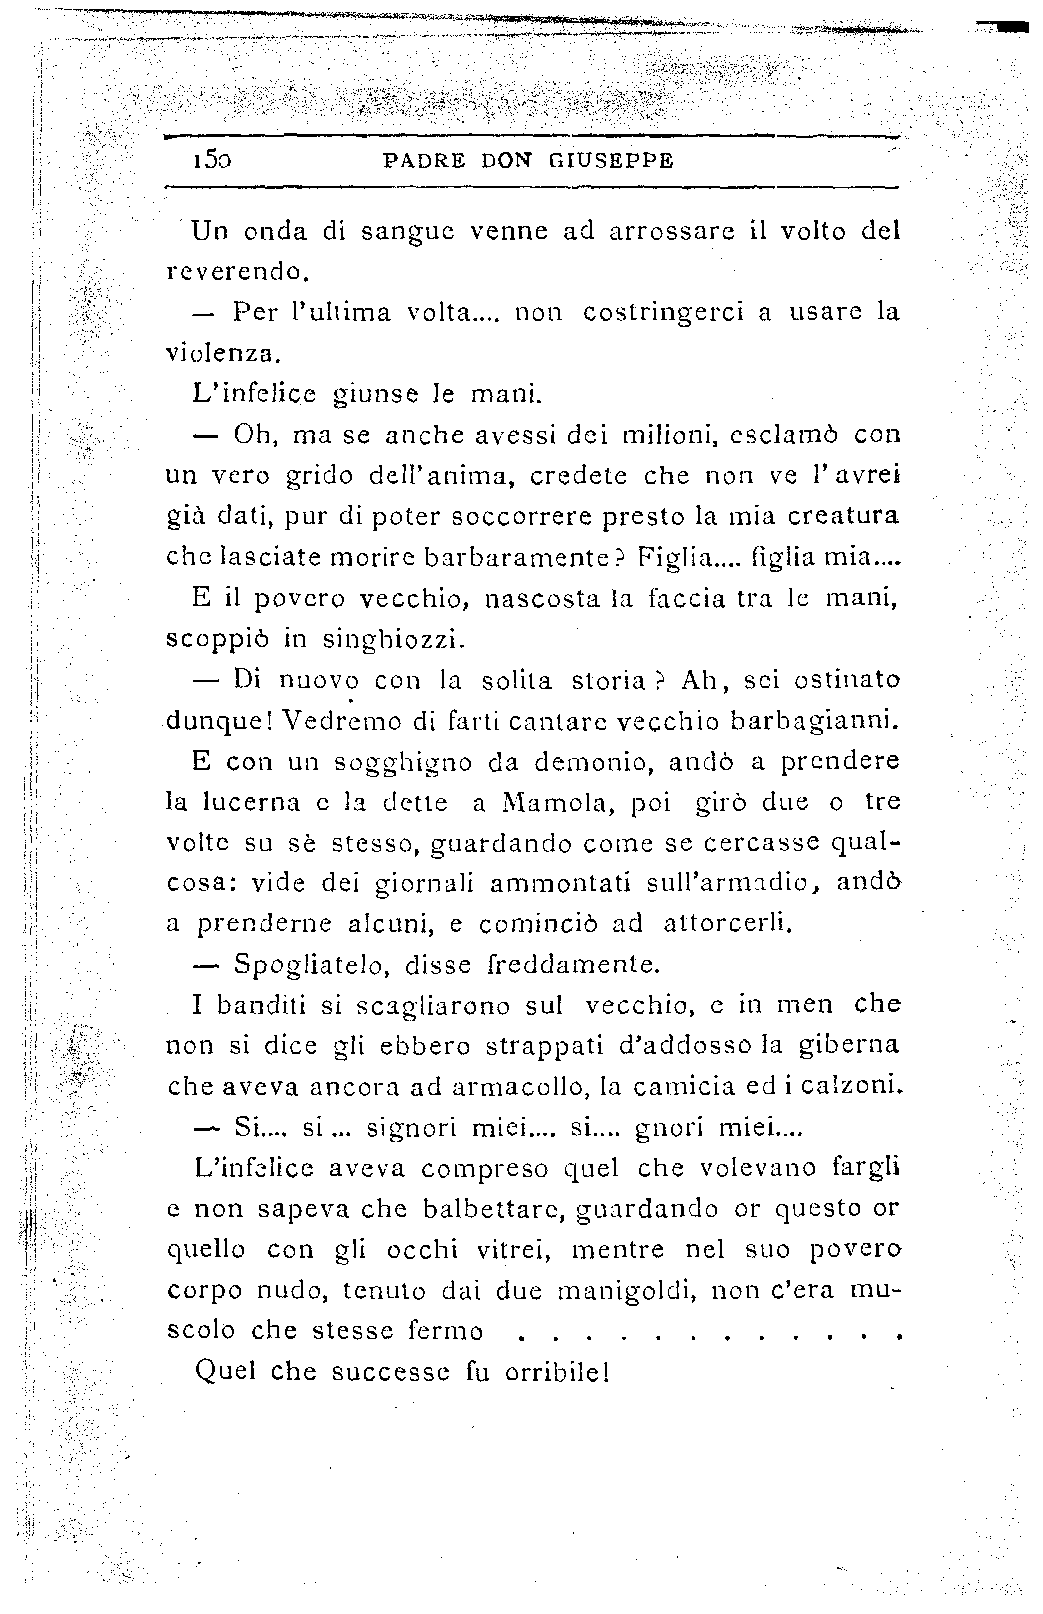 150 PADRE DON GIUSEPPE
Un onda di sangue venne ad arrossare il volto del
reverendo.
— Per l'ultima volta.... non costringerci a usare la
violenza.
L'infelice giunse le mani.
— Oh, ma se anche avessi dei milioni, esclamò con
un vero grido dell'anima, credete che non ve l'avrei
già dati, pur di poter soccorrere presto la mia creatura
che lasciate morire barbaramente? Figlia.... figlia mia....
E il povero vecchio, nascosta la faccia tra le mani,
scoppiò in singhiozzi.
— Di nuovo con la solita storia? Ah, sei ostinato
dunque! Vedremo di farti cantare vecchio barbagianni.
E con un sogghigno da demonio, andò a prendere
la lucerna e la dette a Mamola, poi girò due o tre
volte su sè stesso, guardando come se cercasse qual-
cosa: vide dei giornali ammontati sull'armadio, andò
a prenderne alcuni, e cominciò ad attorcerli.
— Spogliatelo, disse freddamente.
I banditi si scagliarono sul vecchio, e in men che
non si dice gli ebbero strappati d'addosso la giberna
che aveva ancora ad armacollo, la camicia ed i calzoni.
— Si.... si... signori miei.... si.... gnori miei....
L'infelice aveva compreso quel che volevano fargli
e non sapeva che balbettare, guardando or questo or
quello con gli occhi vitrei, mentre nel suo povero
corpo nudo, tenuto dai due manigoldi, non c'era mu-
scolo che stesse fermo . . . . . . . . . . . .
Quel che successe fu orribile!